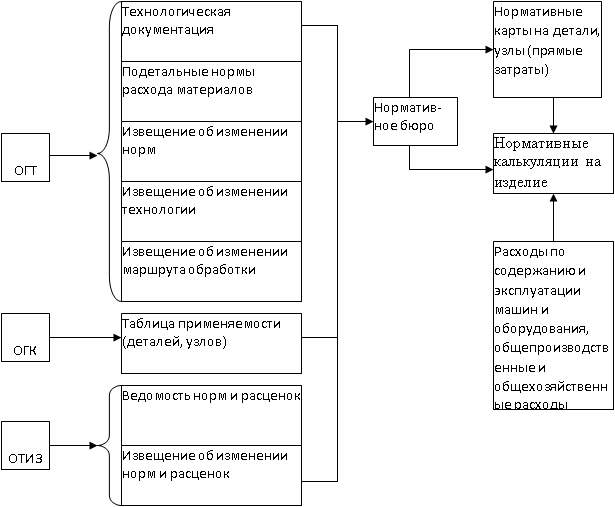 ОГТ
Технологическая
документация
Подетальные нормы
расхода материалов
Извещение об изменении
норм
Извещение об изменении
технологии
Извещение об изменении
маршрута обработки
ОГК
Таблица применяемости
(деталей, узлов)
ОТИЗ
Ведомость норм и расценок
Извещение об изменении
норм и расценок
Норматив-
ное бюро
Нормативные
карты на детали,
узлы (прямые
затраты)
Нормативные
калькуляции на
изделие
Расходы по
содержанию и
эксплуатации
машин и
оборудования,
общепроизводств
енные и
общехозяйственн
ые расходы